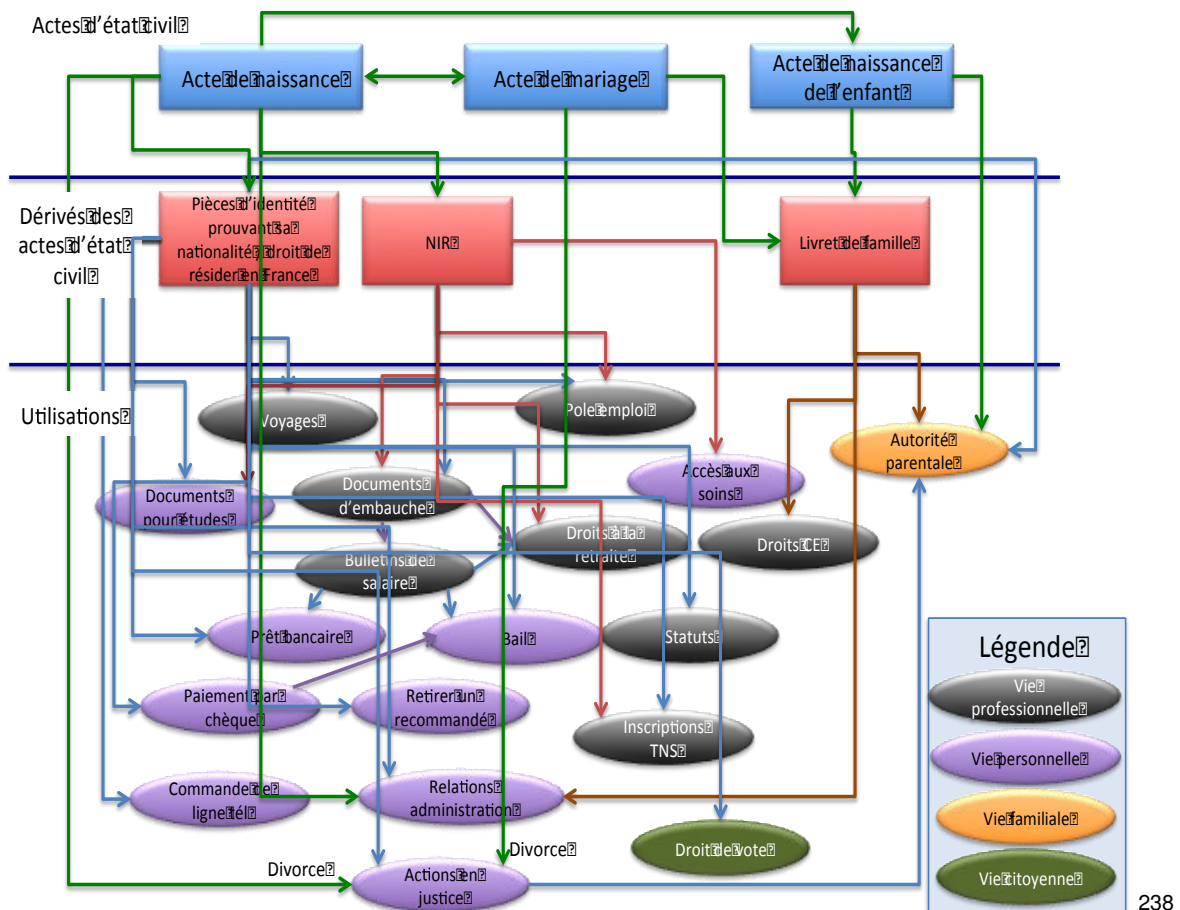 Actes d'état civil
Acte de naissance
Acte de mariage
Acte de naissance
de l'enfant
Dérivés des
actes d'état
civil
Pièces d'identité
prouvant sa
nationalité, droit de
résider en France
NIR
Livret de famille
Utilisations
Voyages
Pole emploi
Autorité
parentale
Documents
pour études
Documents
d'embauche
Accès aux
soins
Droits à la
retraite
Droits CE
Bulletins de
salaire
Prêt bancaire
Bail
Statuts
Paiement par
chèque
Retirer un
recommandé
Inscriptions
TNS
Commande de
ligne tél
Relations
administration
Droit de vote
Divorce
Divorce
Actions en
justice
Légende
Vie
professionnelle
Vie personnelle
Vie familiale
Vie citoyenne
238